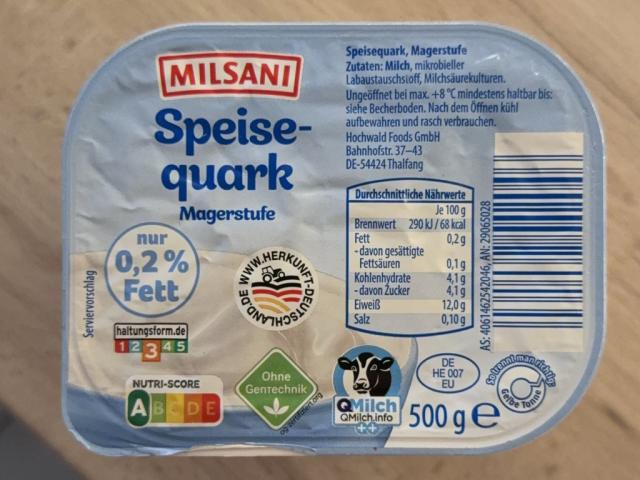 MILSANI
Speise-
quark
Magerstufe
nur
0,2 %
Fett
Serviervorschlag
WWW.HERKUNFT-DEUTSCHLAND.DE
haltungsform.de
1 2 3 4 5
NUTRI-SCORE
A B C D E
Ohne
Gentechnik
QMilch
QMilch.info
++
Speisequark, Magerstufe
Zutaten: Milch, mikrobieller
Labaustauschstoff, Milchsäurekulturen.
Ungeöffnet bei max. +8 °C mindestens haltbar bis:
siehe Becherboden. Nach dem Öffnen kühl
aufbewahren und rasch verbrauchen.
Hochwald Foods GmbH
Bahnhofstr. 37–43
DE-54424 Thalfang
Durchschnittliche Nährwerte
Je 100 g
Brennwert 290 kJ / 68 kcal
Fett 0,2 g
- davon gesättigte
Fettsäuren 0,1 g
Kohlenhydrate 4,1 g
- davon Zucker 4,1 g
Eiweiß 12,0 g
Salz 0,10 g
AS: 4061462542046, AN: 29065028
DE
HE 007
EU
So trennt man richtig:
Gelbe Tonne
500 g e